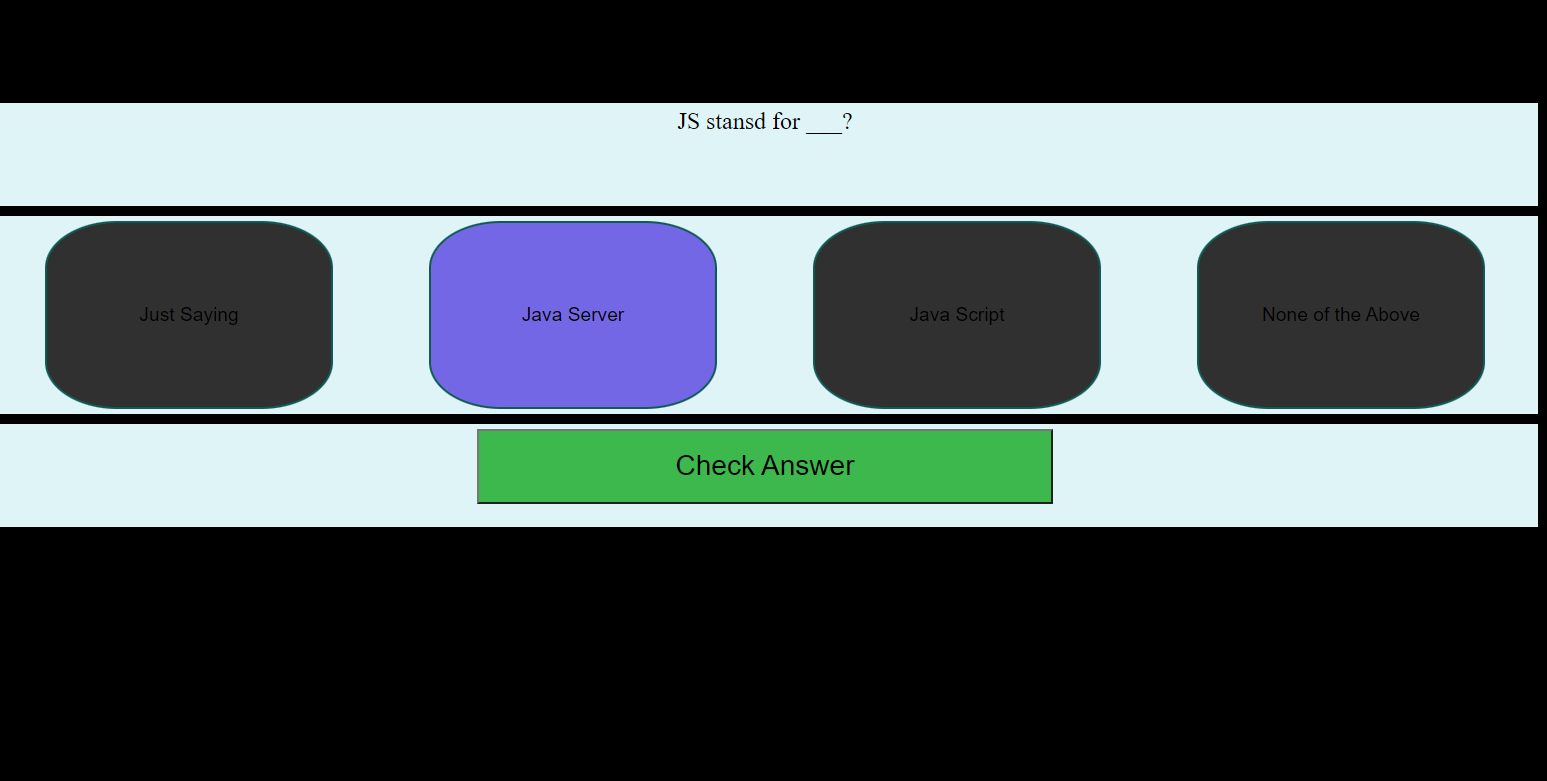 JS stansd for ___?
Just Saying
Java Server
Java Script
None of the Above
Check Answer